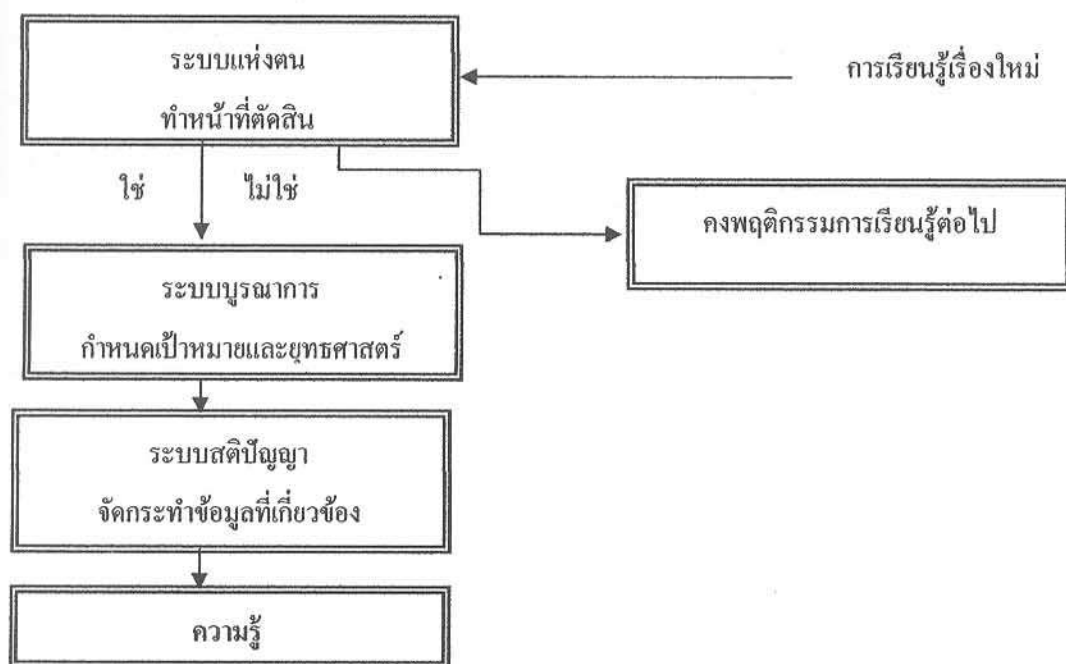 ระบบแห่งตน
การเรียนรู้เรื่องใหม่
ทำหน้าที่ตัดสิน
ใช่
ไม่ใช่
คงพฤติกรรมการเรียนรู้ต่อไป
ระบบบูรณาการ
กำหนดเป้าหมายและยุทธศาสตร์
ระบบสติปัญญา
จัดกระทำข้อมูลที่เกี่ยวข้อง
ความรู้